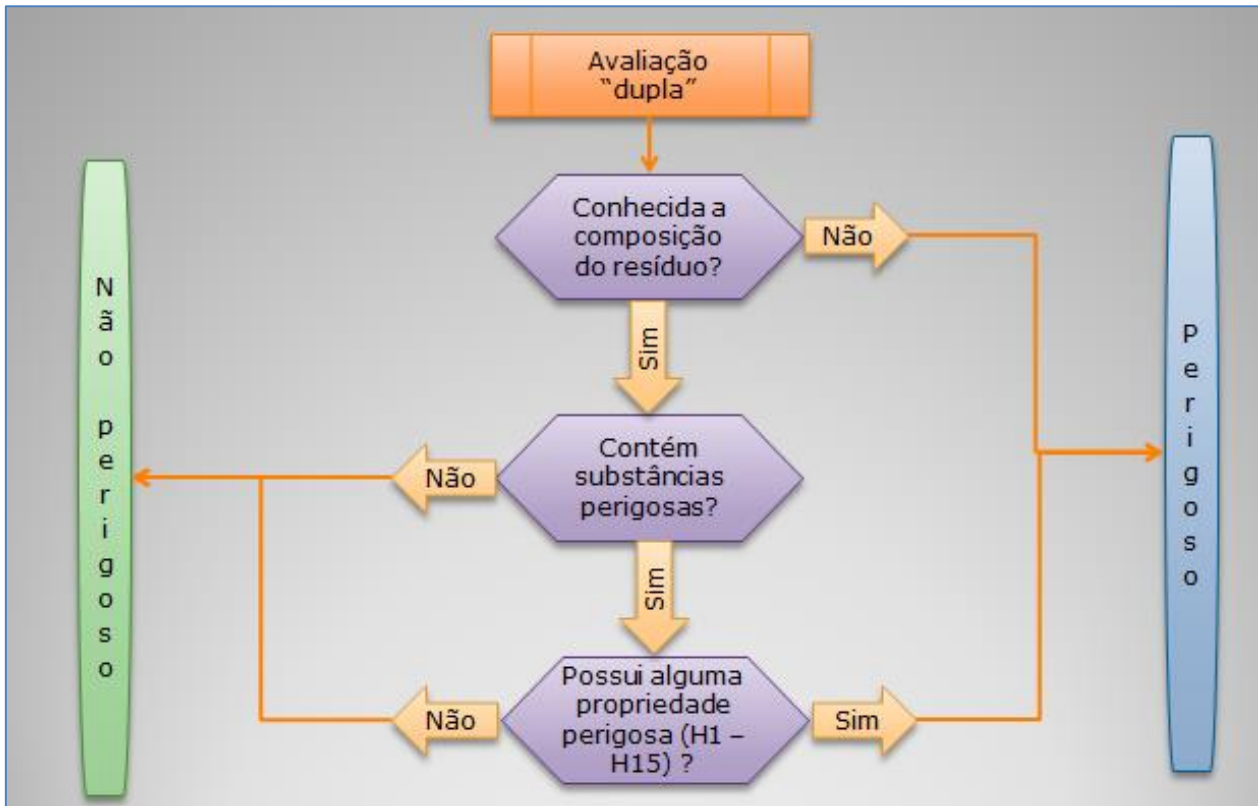 Avaliação
“dupla”
Conhecida a
composição
do resíduo?
Não
Sim
Contém
substâncias
perigosas?
Não
Sim
Possui alguma
propriedade
perigosa (H1 –
H15) ?
Não
Sim
Não perigoso
Perigoso